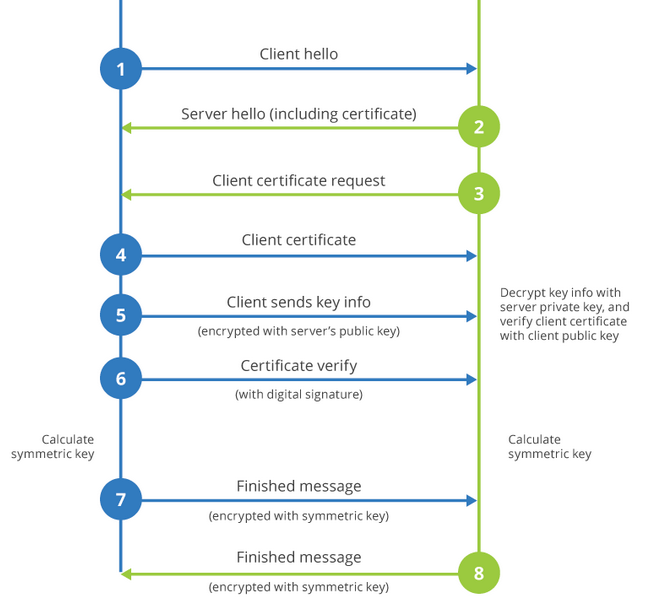 1
Client hello
Server hello (including certificate)
2
Client certificate request
3
4
Client certificate
5
Client sends key info
(encrypted with server’s public key)
Decrypt key info with
server private key, and
verify client certificate
with client public key
6
Certificate verify
(with digital signature)
Calculate
symmetric key
Calculate
symmetric key
7
Finished message
(encrypted with symmetric key)
Finished message
(encrypted with symmetric key)
8